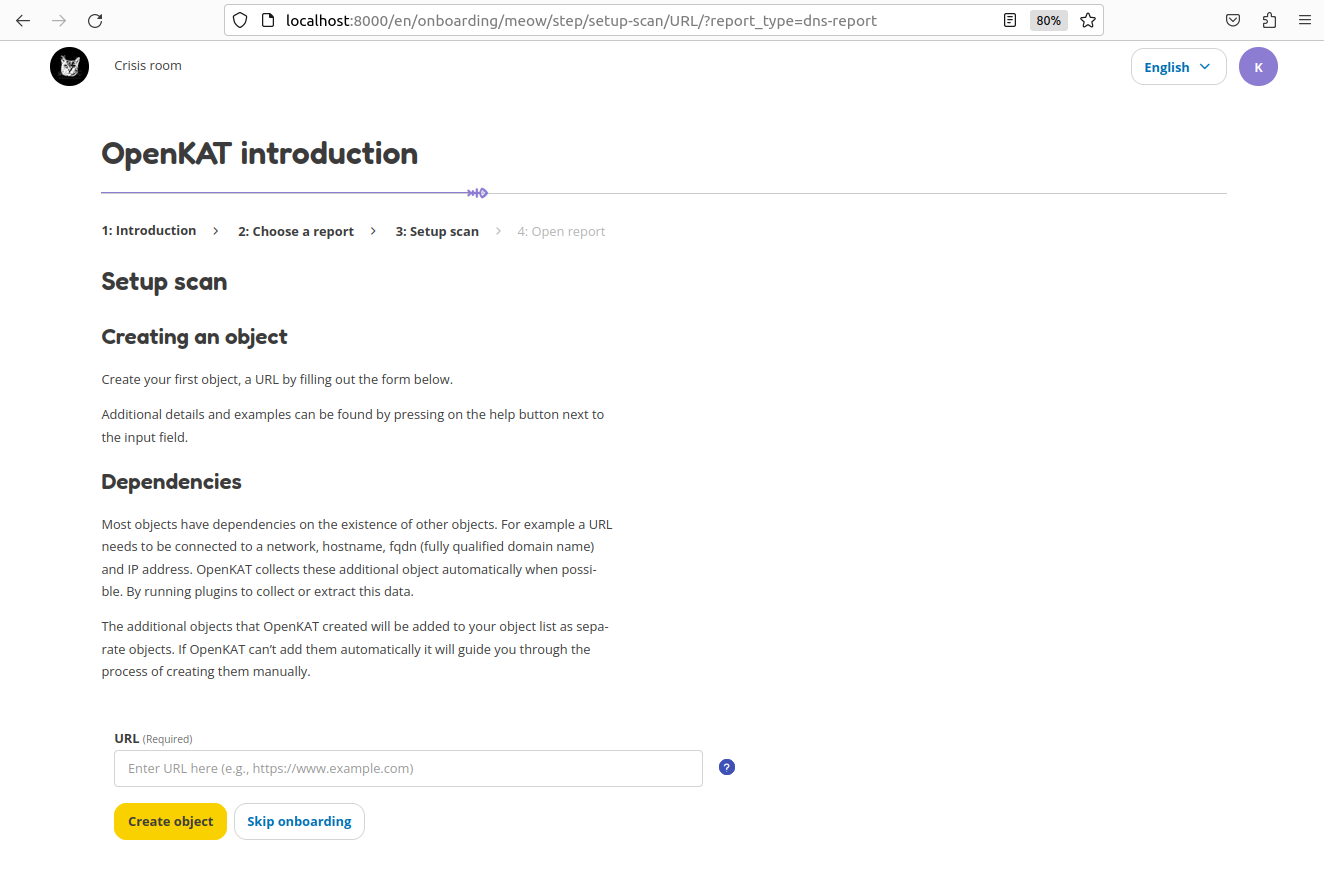 localhost:8000/en/onboarding/meow/step/setup-scan/URL/?report_type=dns-report
80%
Crisis room
English
K
OpenKAT introduction
1: Introduction
2: Choose a report
3: Setup scan
4: Open report
Setup scan
Creating an object
Create your first object, a URL by filling out the form below.
Additional details and examples can be found by pressing on the help button next to
the input field.
Dependencies
Most objects have dependencies on the existence of other objects. For example a URL
needs to be connected to a network, hostname, fqdn (fully qualified domain name)
and IP address. OpenKAT collects these additional object automatically when possi-
ble. By running plugins to collect or extract this data.
The additional objects that OpenKAT created will be added to your object list as sepa-
rate objects. If OpenKAT can’t add them automatically it will guide you through the
process of creating them manually.
URL (Required)
Enter URL here (e.g., https://www.example.com)
?
Create object
Skip onboarding